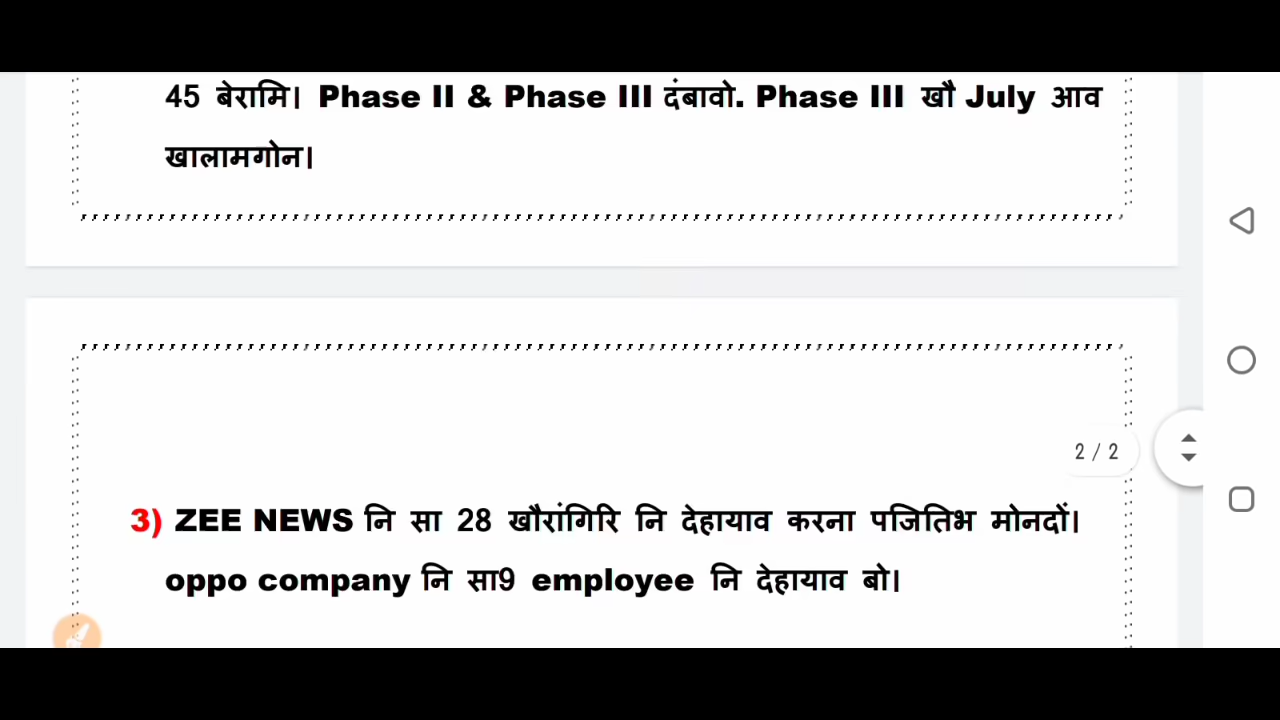 45 बेरामि। Phase II & Phase III दंबावो. Phase III खौ July आव
खालामगोन।
2 / 2
3) ZEE NEWS नि सा 28 खौरांगिरि नि देहायाव करना पजितिभ मोनदों।
oppo company नि सा9 employee नि देहायाव बो।